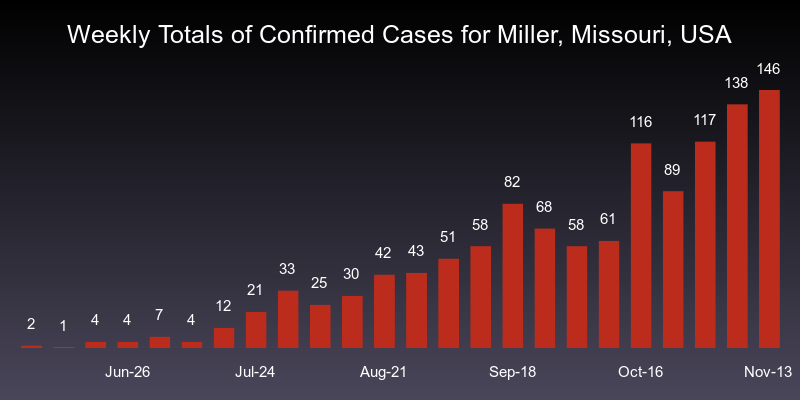 Weekly Totals of Confirmed Cases for Miller, Missouri, USA
2 1 4 4 7 4 12 21 33 25 30 42 43 51 58 82 68 58 61 116 89 117 138 146
Jun-26 Jul-24 Aug-21 Sep-18 Oct-16 Nov-13